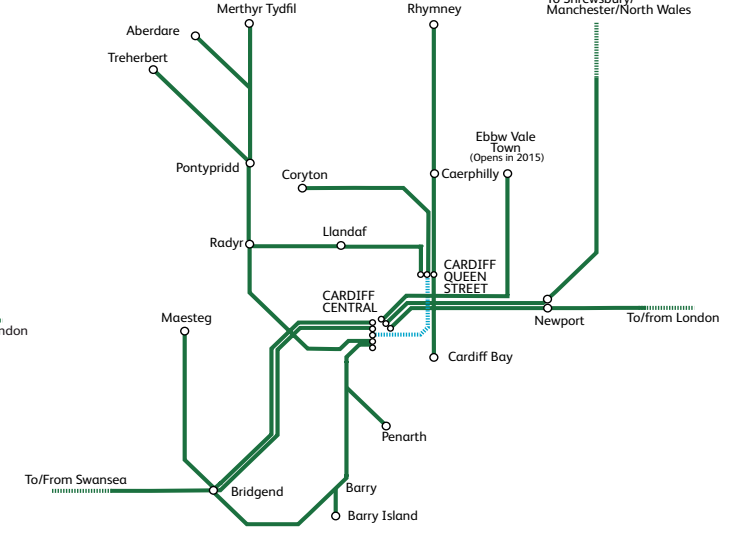 Merthyr Tydfil
Rhymney
Manchester/North Wales
Aberdare
Treherbert
Ebbw Vale
Town
(Opens in 2015)
Pontypridd
Coryton
Caerphilly
Radyr
Llandaf
CARDIFF
QUEEN
STREET
CARDIFF
CENTRAL
Maesteg
Newport
To/from London
Cardiff Bay
Penarth
To/From Swansea
Bridgend
Barry
Barry Island